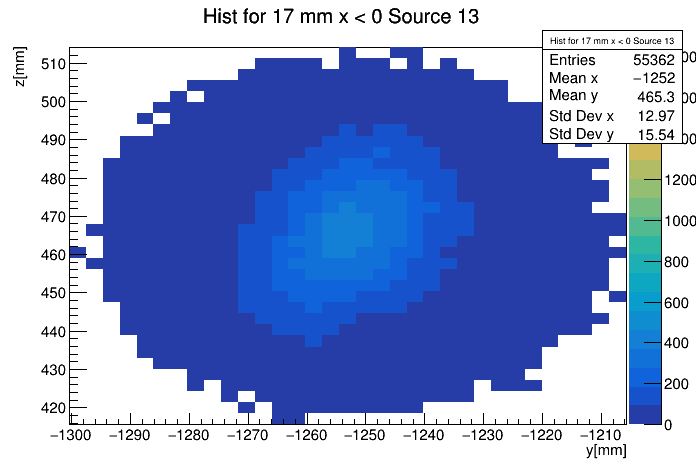 Hist for 17 mm x < 0 Source 13
z[mm]
Hist for 17 mm x < 0 Source 13
Entries 55362
Mean x −1252
Mean y 465.3
Std Dev x 12.97
Std Dev y 15.54
510
500
490
480
470
460
450
440
430
420
1200
1000
800
600
400
200
0
−1300 −1290 −1280 −1270 −1260 −1250 −1240 −1230 −1220 −1210
y[mm]